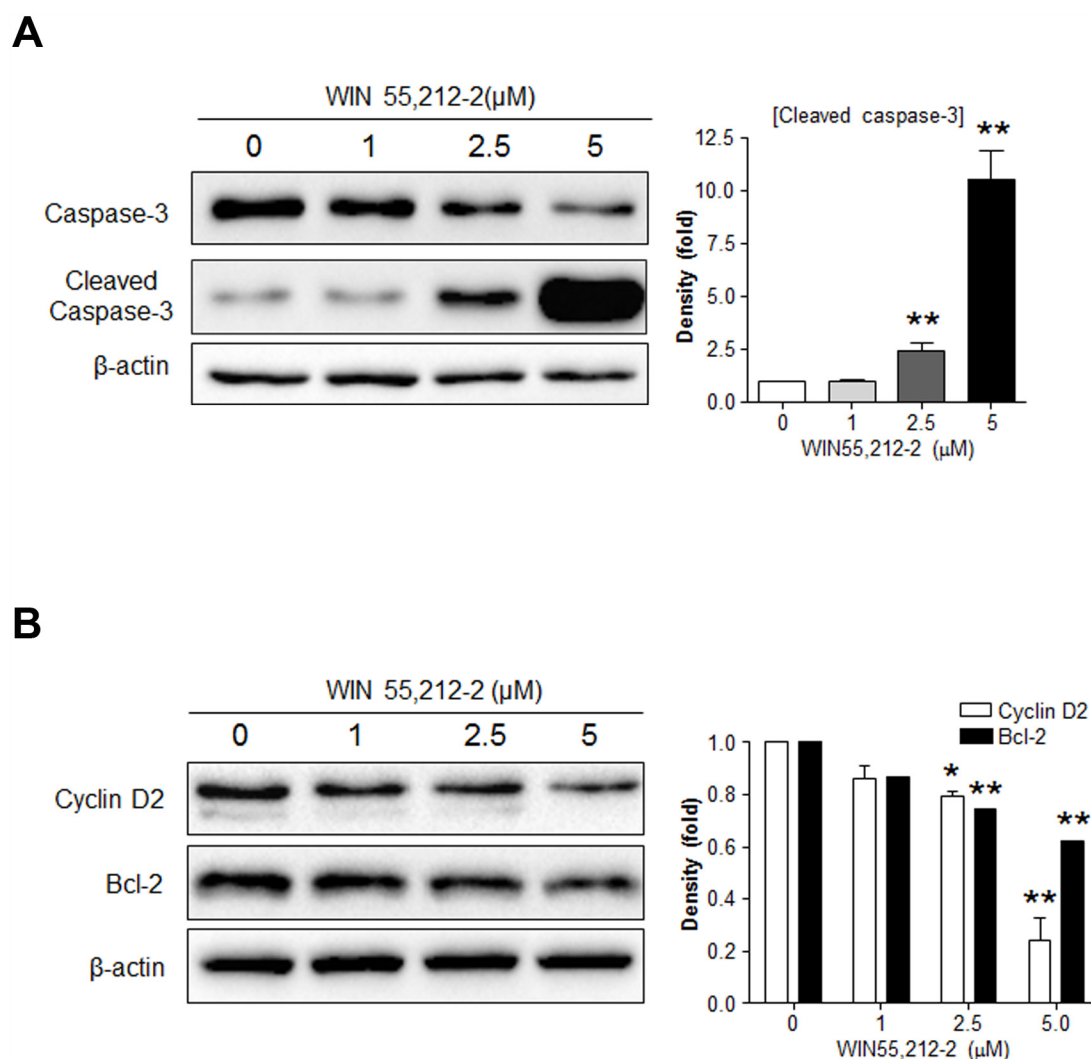 A
WIN 55,212-2(µM)
0 1 2.5 5
Caspase-3
Cleaved
Caspase-3
β-actin
[Cleaved caspase-3]
**
**
Density (fold)
12.5
10.0
7.5
5.0
2.5
0.0
0 1 2.5 5
WIN55,212-2 (µM)
B
WIN 55,212-2 (µM)
0 1 2.5 5
Cyclin D2
Bcl-2
β-actin
Cyclin D2
Bcl-2
* ** ** **
Density (fold)
1.0
0.8
0.6
0.4
0.2
0.0
0 1 2.5 5.0
WIN55,212-2 (µM)